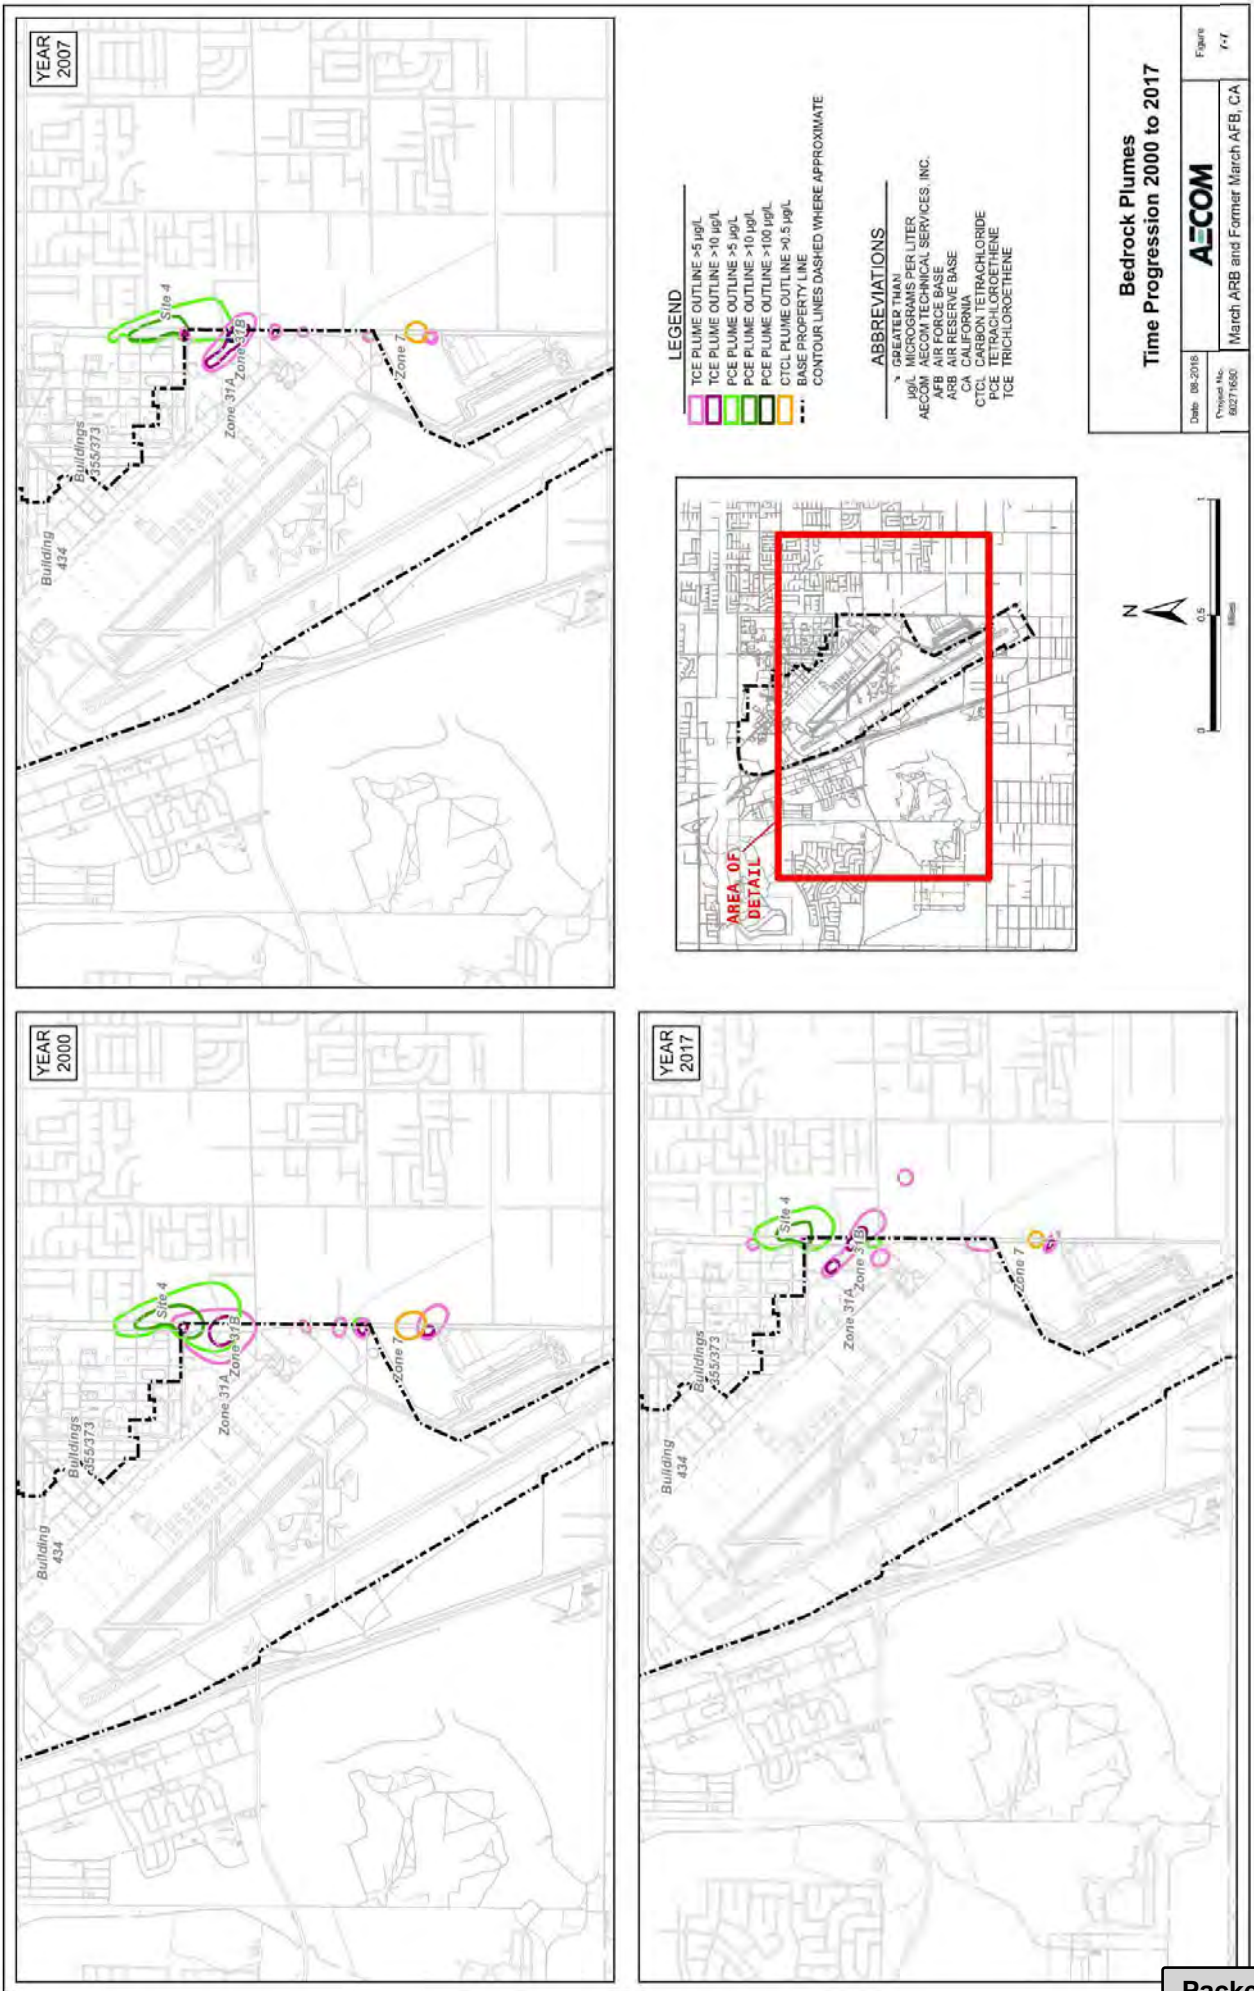 YEAR
2000
Building
434
Buildings
355/373
Site 4
Zone 31A
Zone 31B
Zone 7
YEAR
2007
Building
434
Buildings
355/373
Site 4
Zone 31A
Zone 31B
Zone 7
YEAR
2017
Building
434
Buildings
355/373
Site 4
Zone 31A
Zone 31B
Zone 7
AREA OF
DETAIL
LEGEND
TCE PLUME OUTLINE >5 µg/L
TCE PLUME OUTLINE >10 µg/L
PCE PLUME OUTLINE >5 µg/L
PCE PLUME OUTLINE >10 µg/L
PCE PLUME OUTLINE >100 µg/L
CTCL PLUME OUTLINE >0.5 µg/L
BASE PROPERTY LINE
CONTOUR LINES DASHED WHERE APPROXIMATE
ABBREVIATIONS
> GREATER THAN
µg/L MICROGRAMS PER LITER
AECOM AECOM TECHNICAL SERVICES, INC.
AFB AIR FORCE BASE
ARB AIR RESERVE BASE
CA CALIFORNIA
CTCL CARBON TETRACHLORIDE
PCE TETRACHLOROETHENE
TCE TRICHLOROETHENE
N
0 0.5 1
Miles
Bedrock Plumes
Time Progression 2000 to 2017
Date: 08-2018
Project No.
60271680
AECOM
March ARB and Former March AFB, CA
Figure